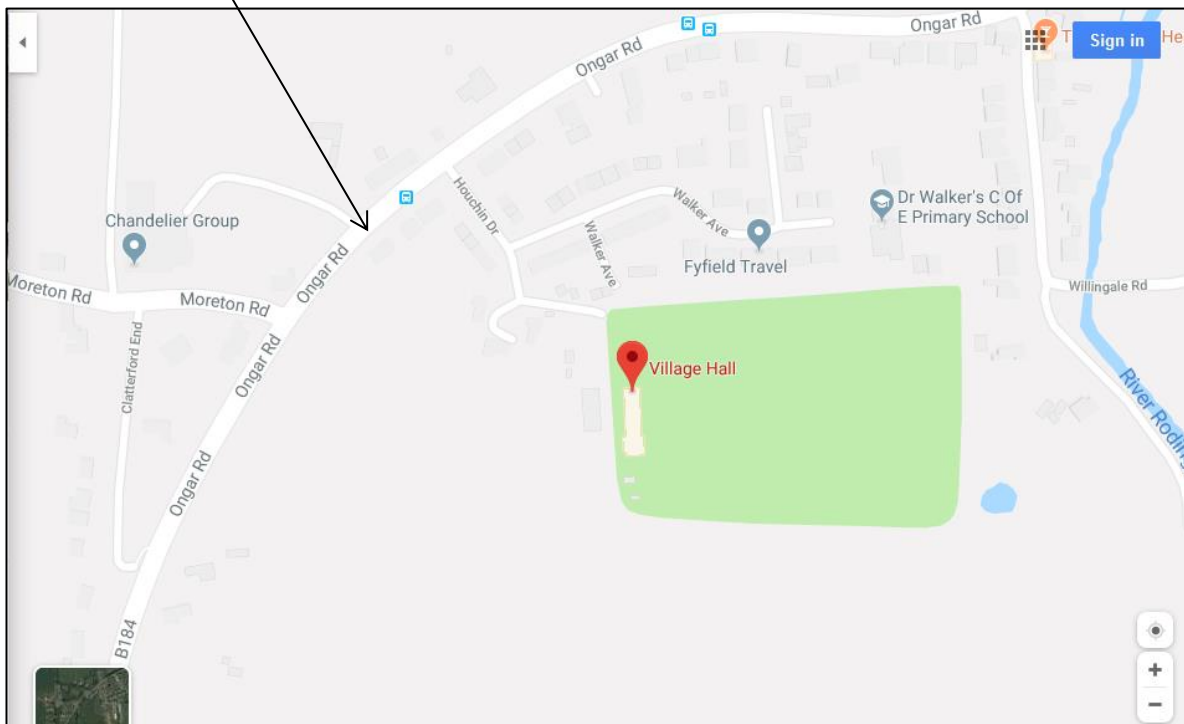 Ongar Rd
Ongar Rd
T
He
Sign in
Houchin Dr
Walker Ave
Walker Ave
Dr Walker's C Of
E Primary School
Chandelier Group
Fyfield Travel
Moreton Rd
Moreton Rd
Ongar Rd
Willingale Rd
Clatterford End
Ongar Rd
Village Hall
River Roding
Ongar Rd
B184